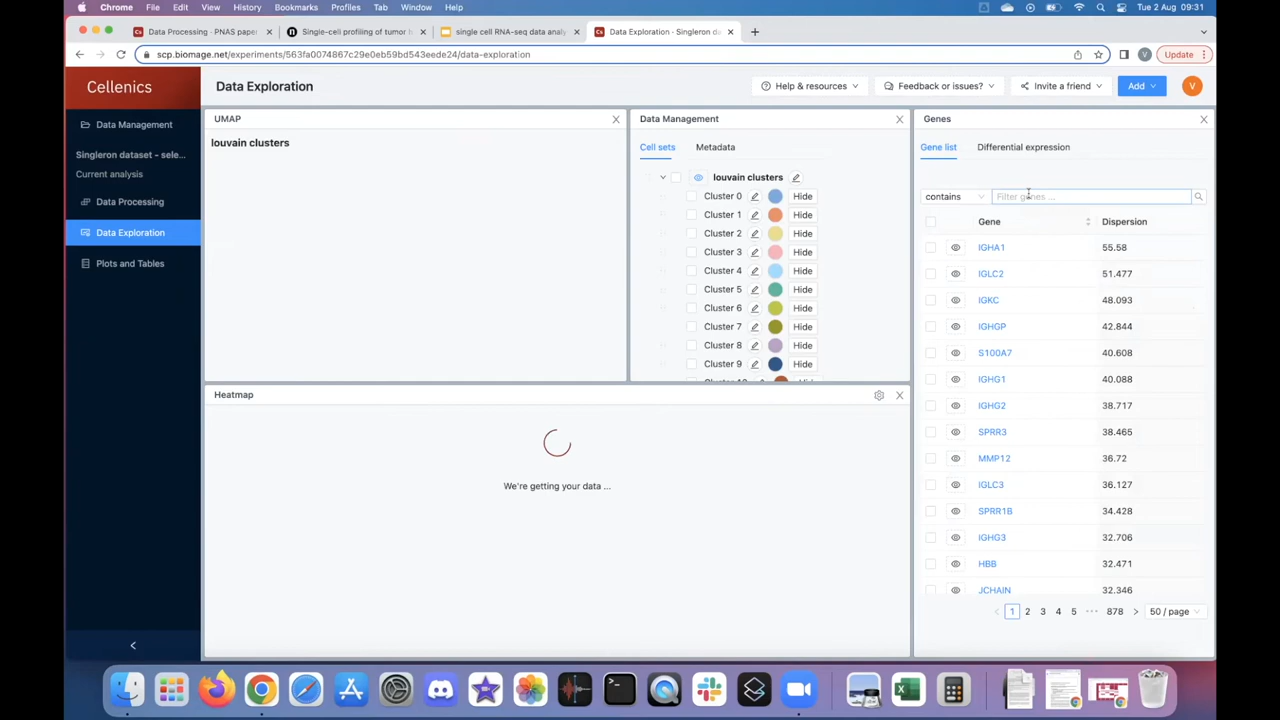 Chrome File Edit View History Bookmarks Profiles Tab Window Help Tue 2 Aug 09:31
Data Processing - PNAS paper Single-cell profiling of tumor h single cell RNA-seq data analy Data Exploration - Singleron da
scp.biomage.net/experiments/563fa0074867c29e0eb59bd543eede24/data-exploration V Update
Cellenics
Data Management
Singleron dataset - sele...
Current analysis
Data Processing
Data Exploration
Plots and Tables
Data Exploration Help & resources Feedback or issues? Invite a friend Add V
UMAP
louvain clusters
Data Management
Cell sets Metadata
louvain clusters
Cluster 0 Hide
Cluster 1 Hide
Cluster 2 Hide
Cluster 3 Hide
Cluster 4 Hide
Cluster 5 Hide
Cluster 6 Hide
Cluster 7 Hide
Cluster 8 Hide
Cluster 9 Hide
Heatmap
We're getting your data ...
Genes
Gene list Differential expression
contains Filter genes ...
Gene Dispersion
IGHA1 55.58
IGLC2 51.477
IGKC 48.093
IGHGP 42.844
S100A7 40.608
IGHG1 40.088
IGHG2 38.717
SPRR3 38.465
MMP12 36.72
IGLC3 36.127
SPRR1B 34.428
IGHG3 32.706
HBB 32.471
JCHAIN 32.346
1 2 3 4 5 ••• 878 50 / page